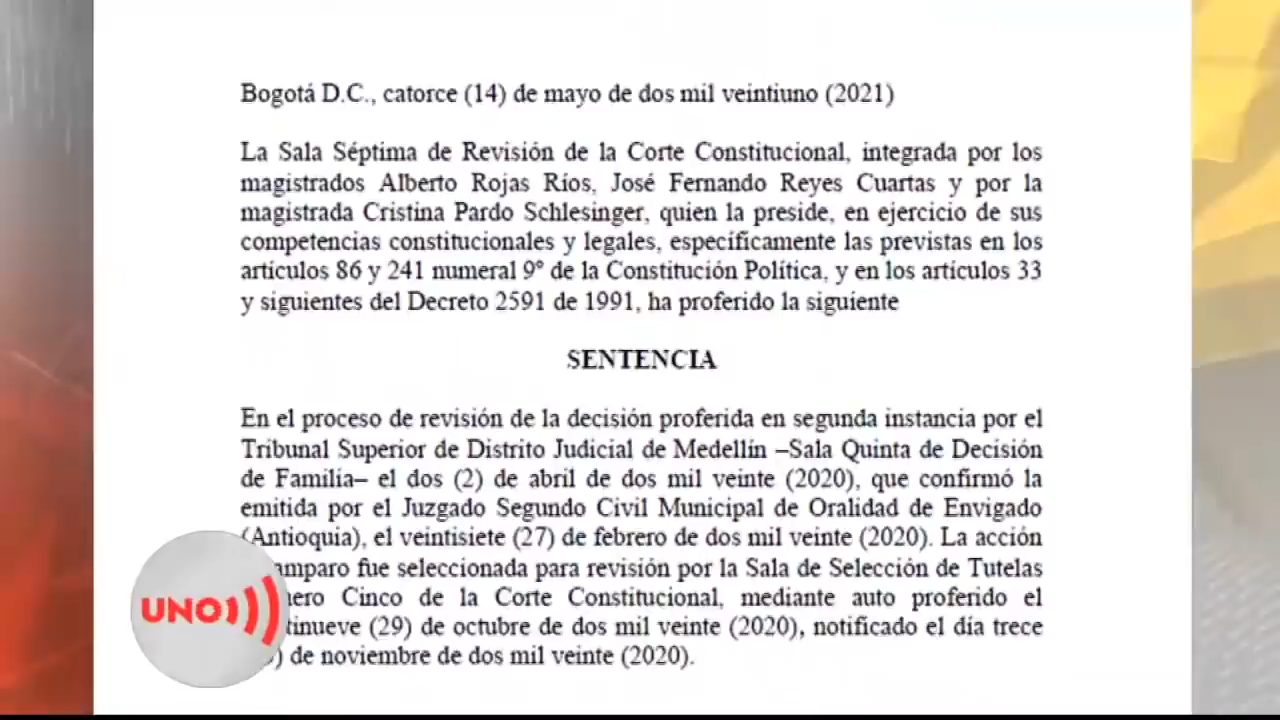 Bogotá D.C., catorce (14) de mayo de dos mil veintiuno (2021)
La Sala Séptima de Revisión de la Corte Constitucional, integrada por los
magistrados Alberto Rojas Ríos, José Fernando Reyes Cuartas y por la
magistrada Cristina Pardo Schlesinger, quien la preside, en ejercicio de sus
competencias constitucionales y legales, específicamente las previstas en los
artículos 86 y 241 numeral 9º de la Constitución Política, y en los artículos 33
y siguientes del Decreto 2591 de 1991, ha proferido la siguiente
SENTENCIA
En el proceso de revisión de la decisión proferida en segunda instancia por el
Tribunal Superior de Distrito Judicial de Medellín –Sala Quinta de Decisión
de Familia– el dos (2) de abril de dos mil veinte (2020), que confirmó la
emitida por el Juzgado Segundo Civil Municipal de Oralidad de Envigado
(Antioquia), el veintisiete (27) de febrero de dos mil veinte (2020). La acción
amparo fue seleccionada para revisión por la Sala de Selección de Tutelas
Cinco de la Corte Constitucional, mediante auto proferido el
(29) de octubre de dos mil veinte (2020), notificado el día trece
de noviembre de dos mil veinte (2020).
UNO